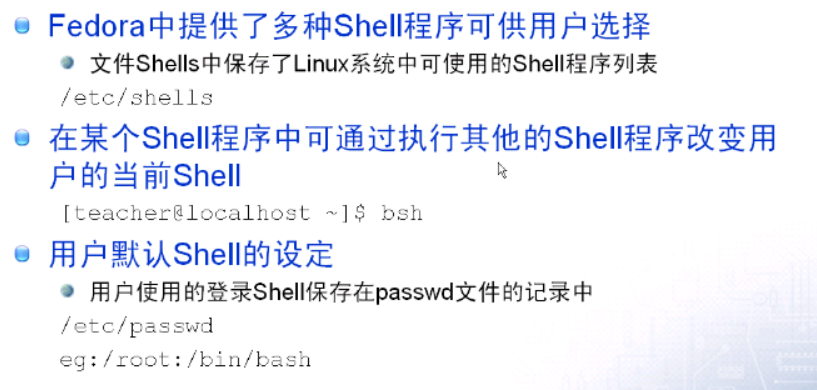 Fedora中提供了多种Shell程序可供用户选择
文件Shells中保存了Linux系统中可使用的Shell程序列表
/etc/shells
在某个Shell程序中可通过执行其他的Shell程序改变用
户的当前Shell
[teacher@localhost ~]$ bsh
用户默认Shell的设定
用户使用的登录Shell保存在passwd文件的记录中
/etc/passwd
eg:/root:/bin/bash